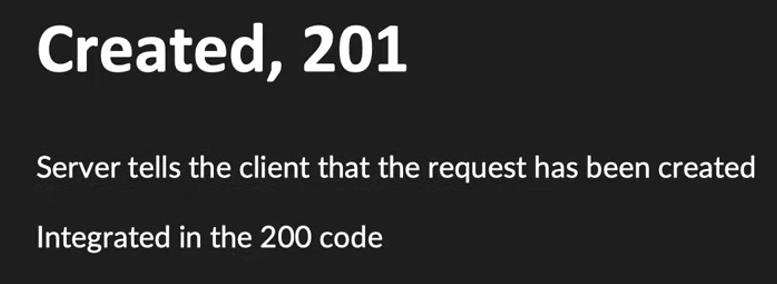 Created, 201
Server tells the client that the request has been created
Integrated in the 200 code